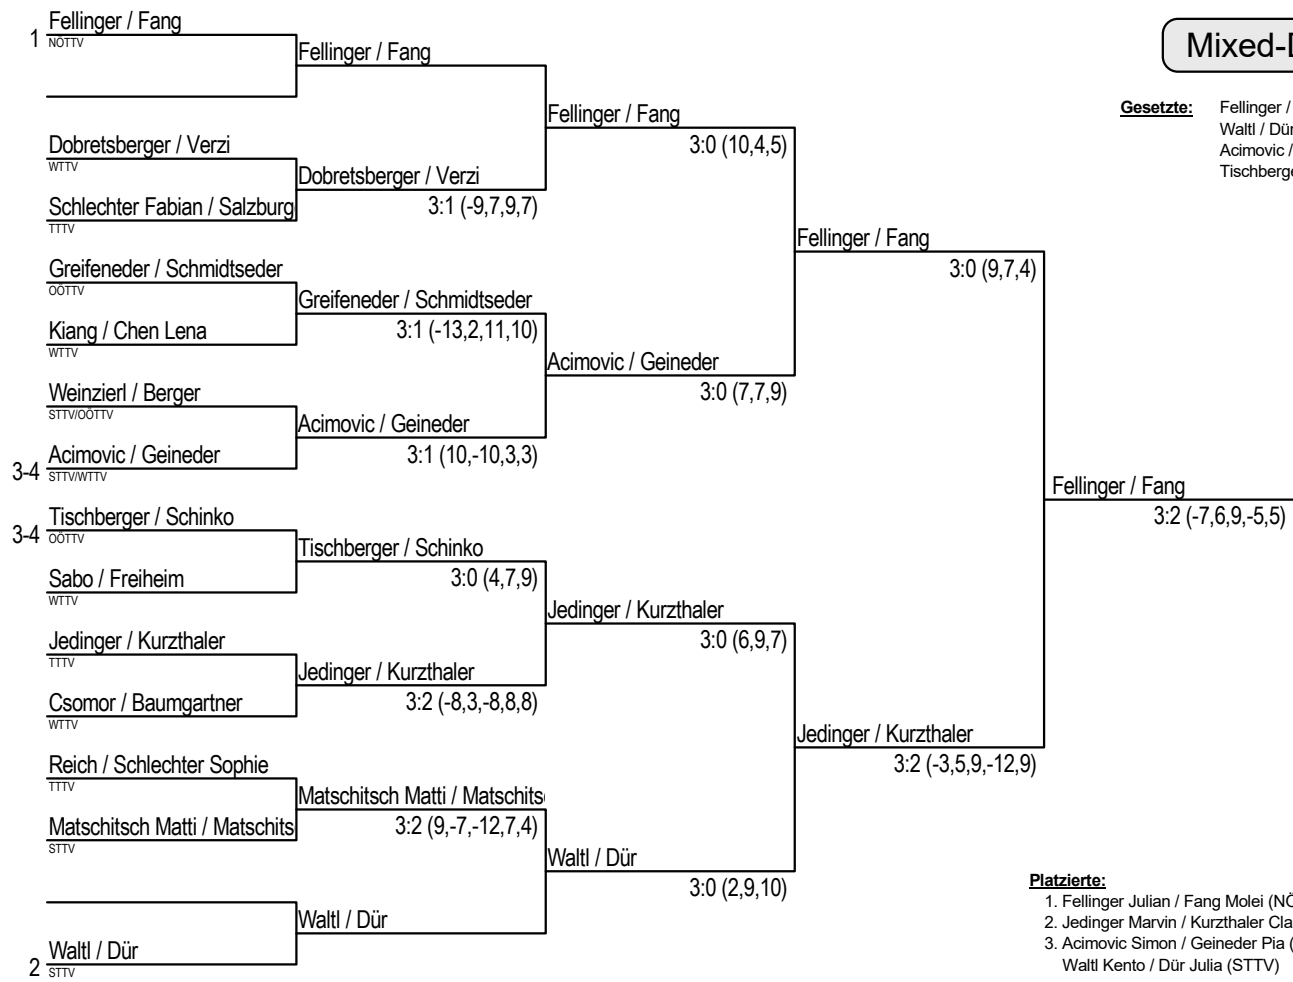 Mixed-D
Gesetzte:
Fellinger /
Waltl / Dür
Acimovic /
Tischberge
1 Fellinger / Fang
NÖTTV
Dobretsberger / Verzi
WTTV
Schlechter Fabian / Salzburg
TTTV
Greifeneder / Schmidtseder
OÖTTV
Kiang / Chen Lena
WTTV
Weinzierl / Berger
STTV/OÖTTV
3-4 Acimovic / Geineder
STTV/WTTV
3-4 Tischberger / Schinko
OÖTTV
Sabo / Freiheim
WTTV
Jedinger / Kurzthaler
TTTV
Csomor / Baumgartner
WTTV
Reich / Schlechter Sophie
TTTV
Matschitsch Matti / Matschits
STTV
2 Waltl / Dür
STTV
Fellinger / Fang
Dobretsberger / Verzi
3:1 (-9,7,9,7)
Greifeneder / Schmidtseder
3:1 (-13,2,11,10)
Acimovic / Geineder
3:1 (10,-10,3,3)
Tischberger / Schinko
3:0 (4,7,9)
Jedinger / Kurzthaler
3:2 (-8,3,-8,8,8)
Matschitsch Matti / Matschits
3:2 (9,-7,-12,7,4)
Waltl / Dür
Fellinger / Fang
3:0 (10,4,5)
Acimovic / Geineder
3:0 (7,7,9)
Jedinger / Kurzthaler
3:0 (6,9,7)
Waltl / Dür
3:0 (2,9,10)
Fellinger / Fang
3:0 (9,7,4)
Jedinger / Kurzthaler
3:2 (-3,5,9,-12,9)
Fellinger / Fang
3:2 (-7,6,9,-5,5)
Platzierte:
1. Fellinger Julian / Fang Molei (NÖ
2. Jedinger Marvin / Kurzthaler Cla
3. Acimovic Simon / Geineder Pia (
Waltl Kento / Dür Julia (STTV)